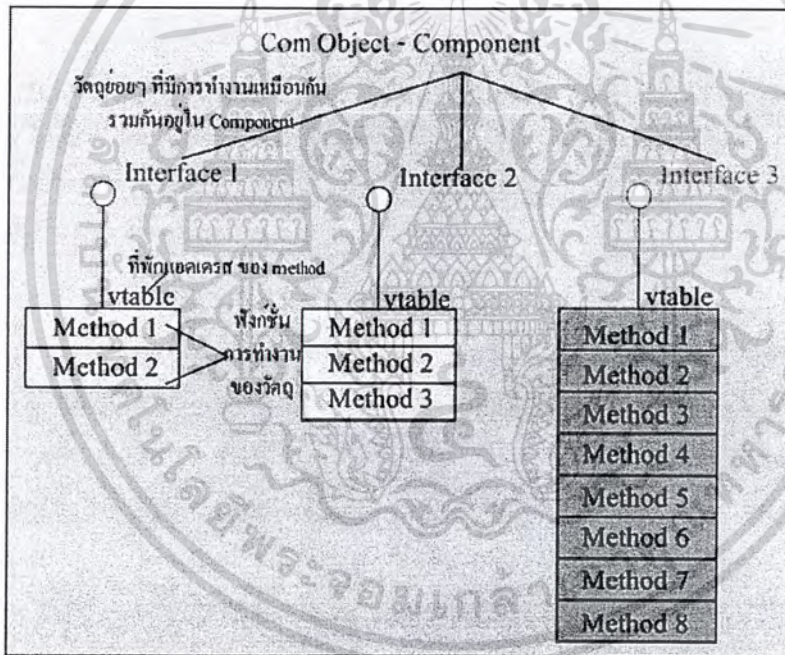 Com Object - Component
วัตถุย่อยๆ ที่มีการทำงานเหมือนกัน
รวมกันอยู่ใน Component
Interface 1
Interface 2
Interface 3
ที่พักแอดเดรส ของ method
vtable
Method 1
Method 2
ฟังก์ชั่น
การทำงาน
ของวัตถุ
vtable
Method 1
Method 2
Method 3
vtable
Method 1
Method 2
Method 3
Method 4
Method 5
Method 6
Method 7
Method 8